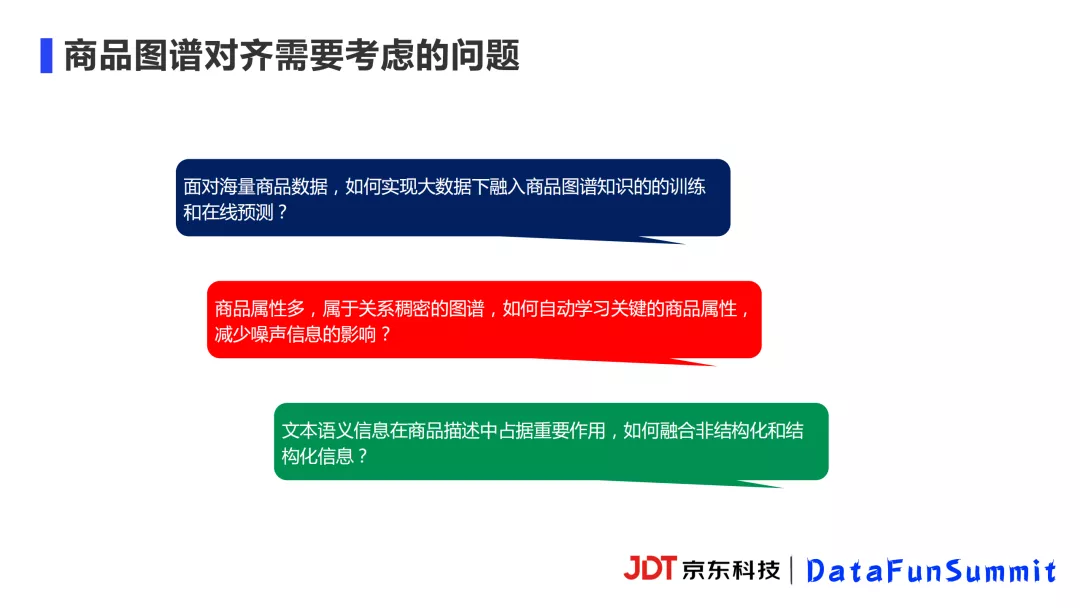 商品图谱对齐需要考虑的问题
面对海量商品数据，如何实现大数据下融入商品图谱知识的的训练
和在线预测？
商品属性多，属于关系稠密的图谱，如何自动学习关键的商品属性，
减少噪声信息的影响？
文本语义信息在商品描述中占据重要作用，如何融合非结构化和结
构化信息？
JDT 京东科技 | DataFunSummit